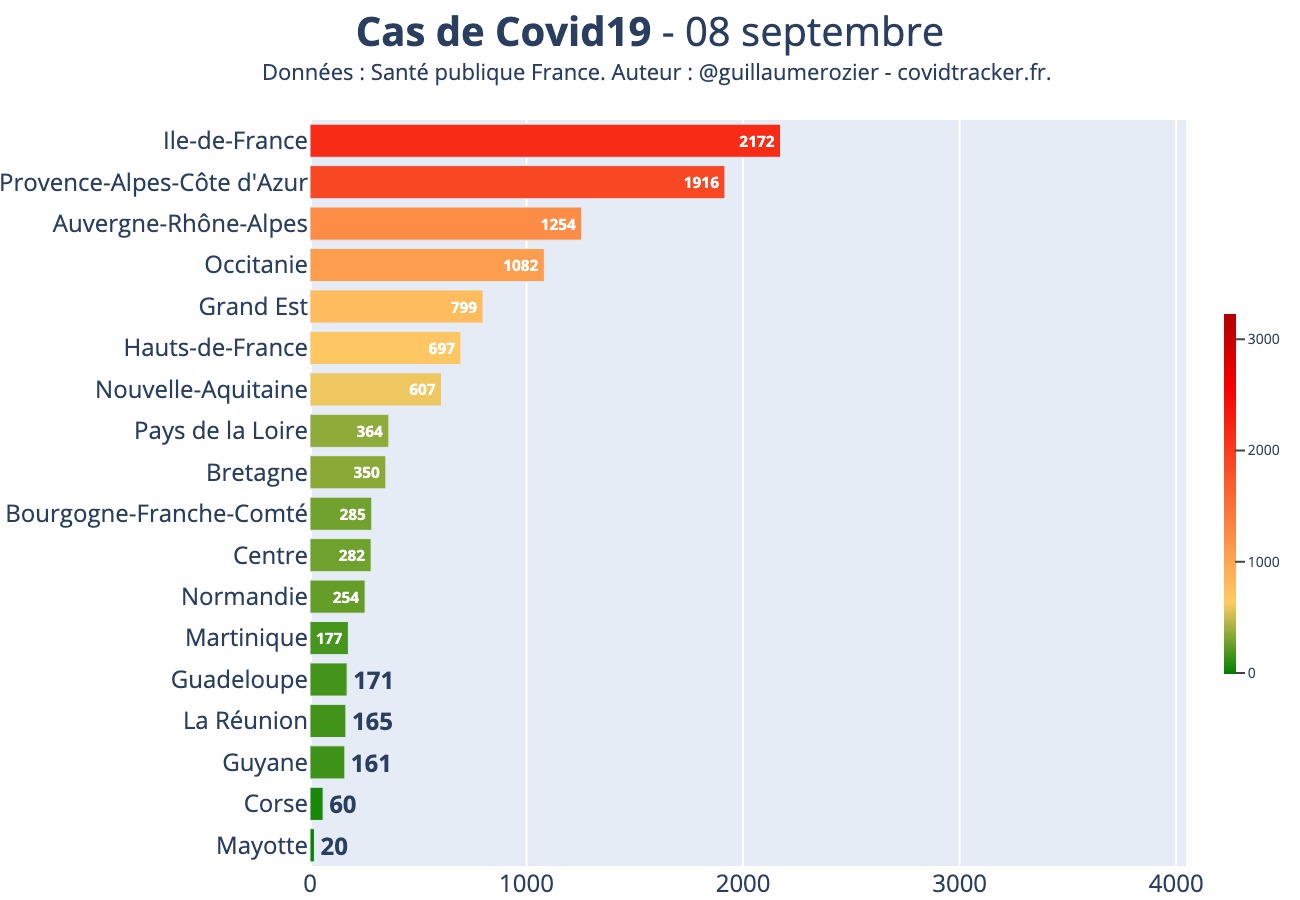 Cas de Covid19 - 08 septembre
Données : Santé publique France. Auteur : @guillaumerozier - covidtracker.fr.
Ile-de-France 2172
Provence-Alpes-Côte d'Azur 1916
Auvergne-Rhône-Alpes 1254
Occitanie 1082
Grand Est 799
Hauts-de-France 697
Nouvelle-Aquitaine 607
Pays de la Loire 364
Bretagne 350
Bourgogne-Franche-Comté 285
Centre 282
Normandie 254
Martinique 177
Guadeloupe 171
La Réunion 165
Guyane 161
Corse 60
Mayotte 20
0 1000 2000 3000 4000
3000
2000
1000
0